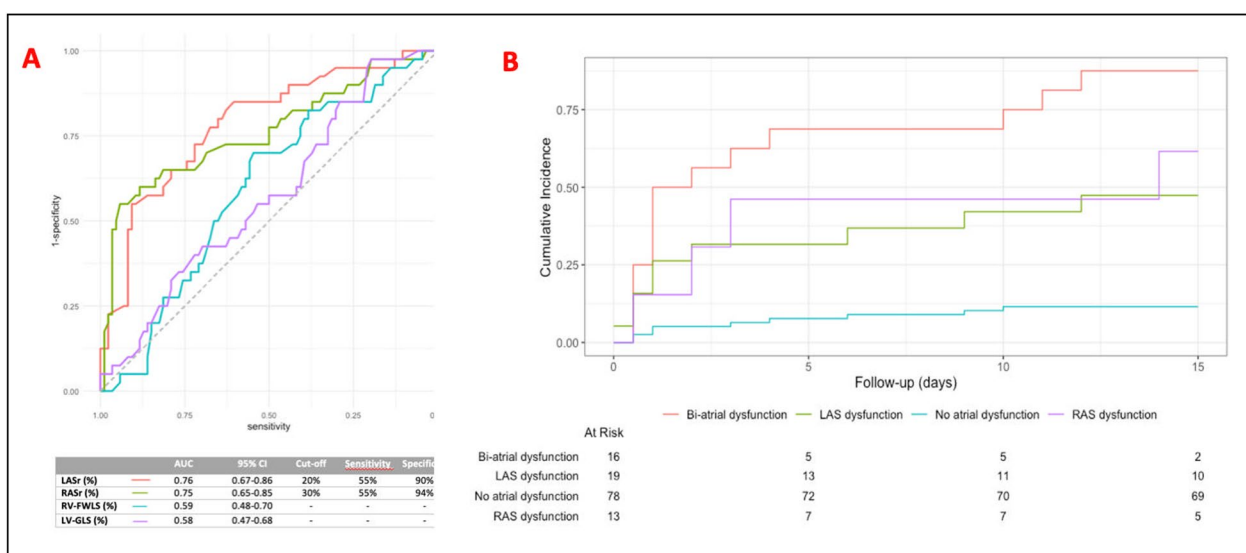 A
1.00
0.75
0.50
0.25
0.00
1-specificity
1.00 0.75 0.50 0.25 0
sensitivity
AUC 95% CI Cut-off Sensitivity Specific
LASr (%) 0.76 0.67-0.86 20% 55% 90%
RASr (%) 0.75 0.65-0.85 30% 55% 94%
RV-FWLS (%) 0.59 0.48-0.70 - - -
LV-GLS (%) 0.58 0.47-0.68 - - -
B
0.75
0.50
0.25
0.00
Cumulative Incidence
0 5 10 15
Follow-up (days)
Bi-atrial dysfunction LAS dysfunction No atrial dysfunction RAS dysfunction
At Risk
Bi-atrial dysfunction 16 5 5 2
LAS dysfunction 19 13 11 10
No atrial dysfunction 78 72 70 69
RAS dysfunction 13 7 7 5